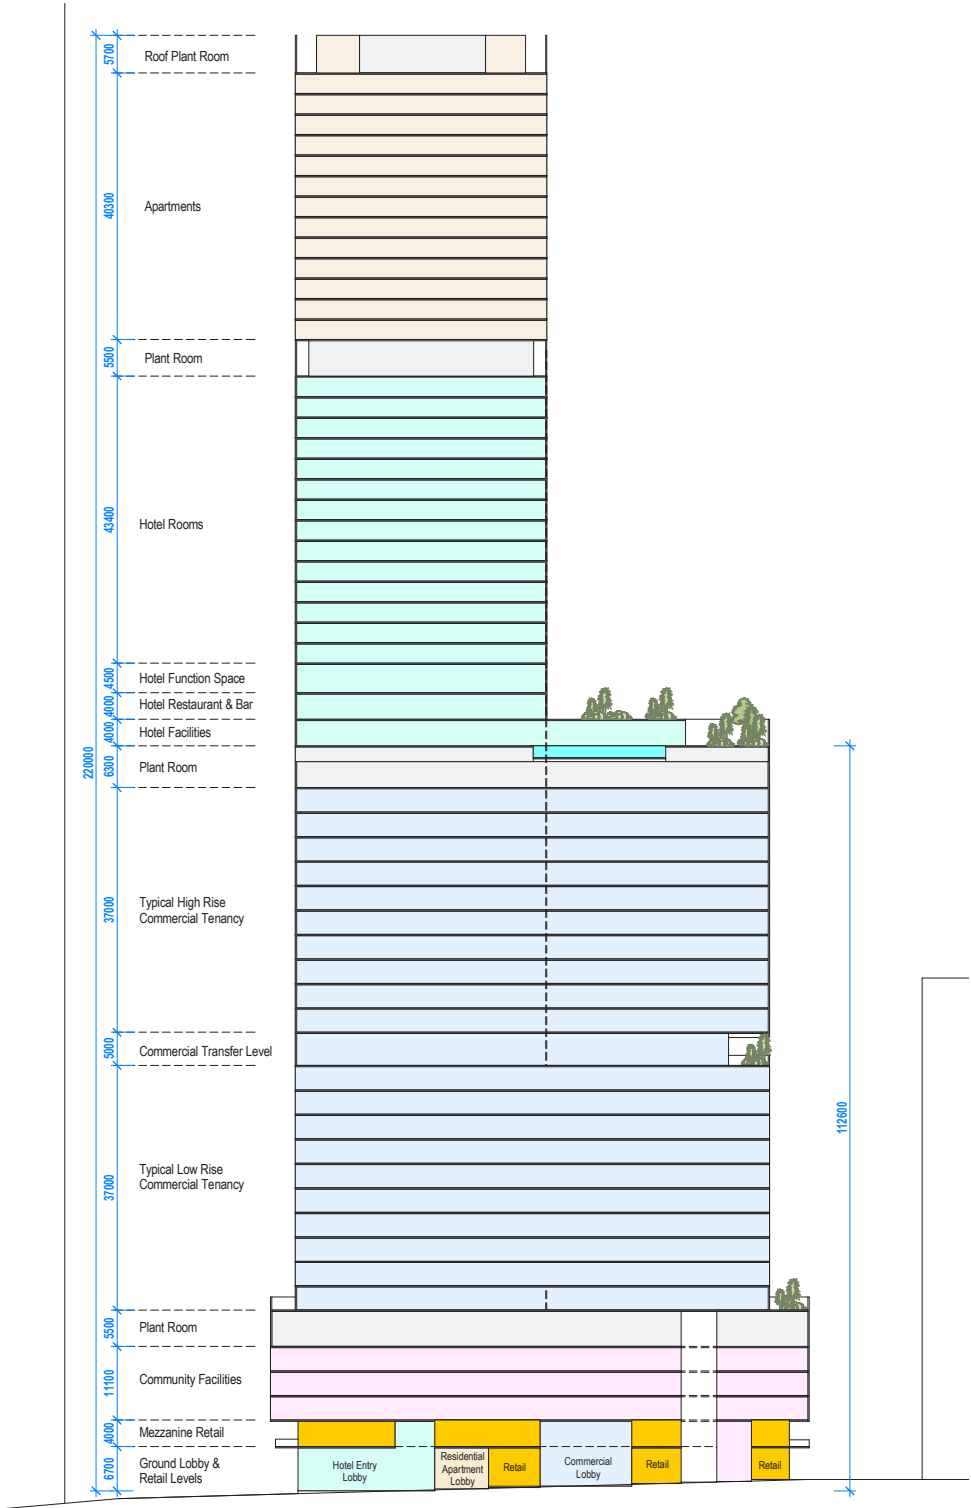 5700
Roof Plant Room
40300
Apartments
5500
Plant Room
43400
Hotel Rooms
4500
Hotel Function Space
4000
Hotel Restaurant & Bar
4000
Hotel Facilities
220000
6300
Plant Room
37000
Typical High Rise
Commercial Tenancy
5000
Commercial Transfer Level
112600
37000
Typical Low Rise
Commercial Tenancy
5500
Plant Room
11100
Community Facilities
4000
Mezzanine Retail
6700
Ground Lobby &
Retail Levels
Hotel Entry
Lobby
Residential
Apartment
Lobby
Retail
Commercial
Lobby
Retail
Retail